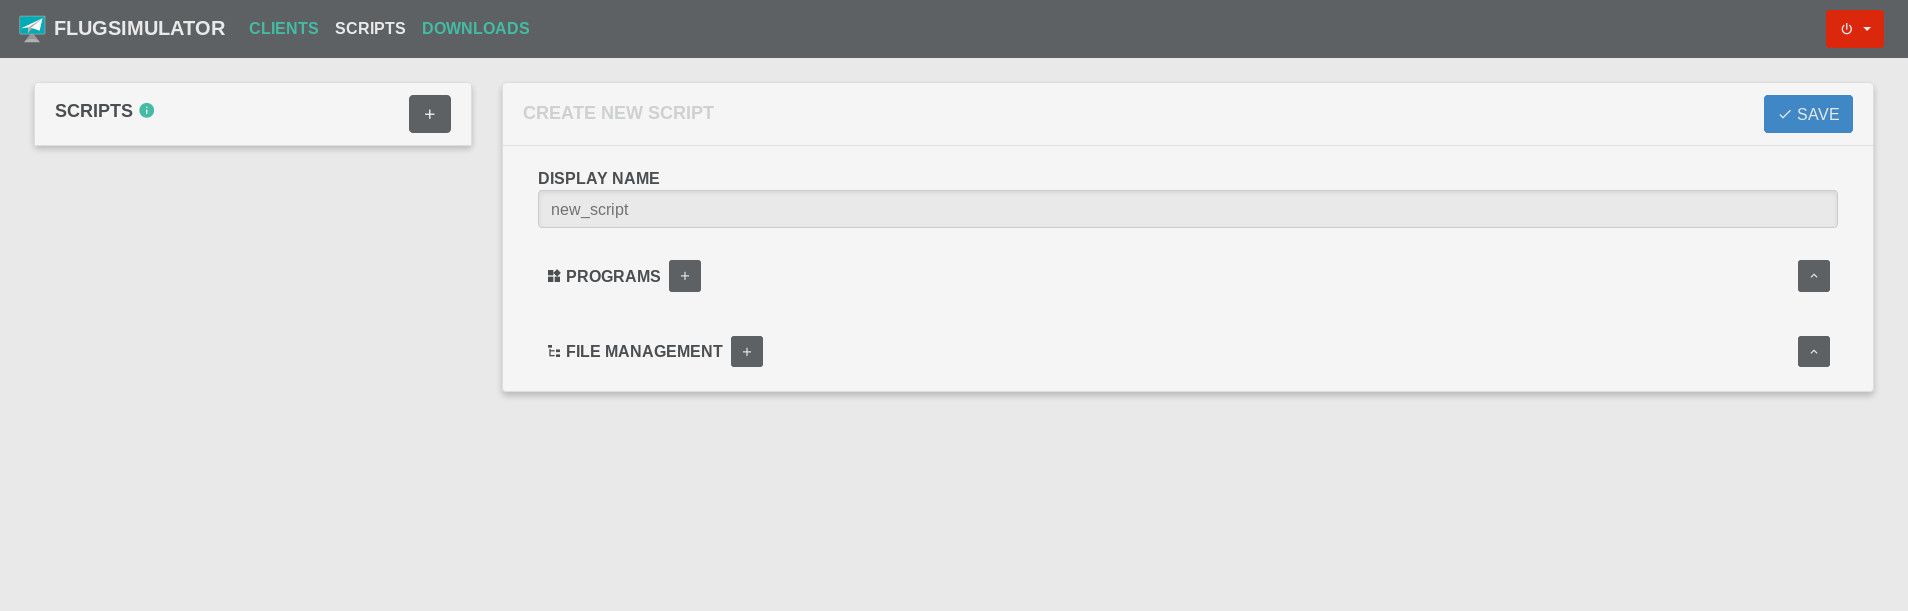 FLUGSIMULATOR CLIENTS SCRIPTS DOWNLOADS
SCRIPTS
CREATE NEW SCRIPT
SAVE
DISPLAY NAME
new_script
PROGRAMS
FILE MANAGEMENT